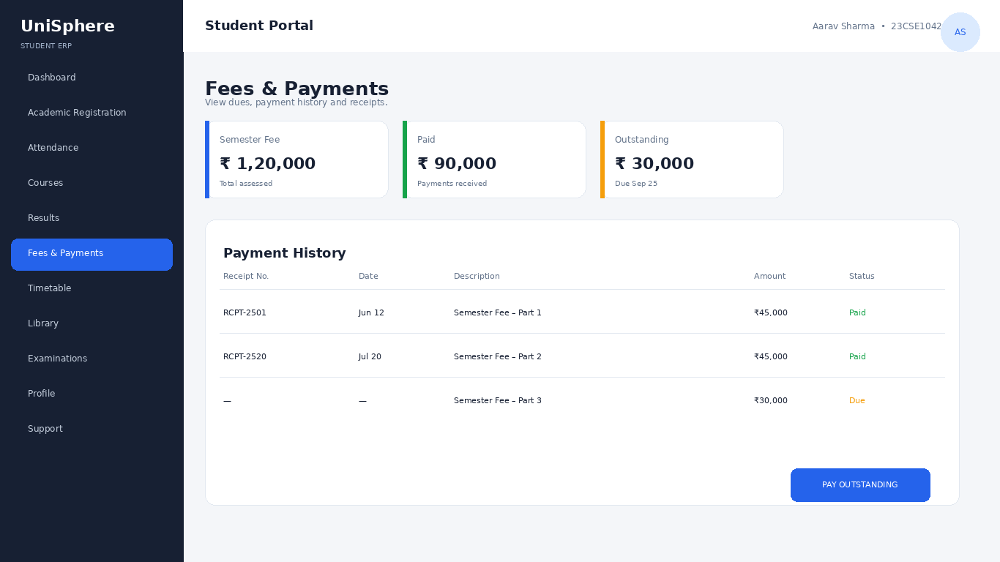 UniSphere
STUDENT ERP
Dashboard
Academic Registration
Attendance
Courses
Results
Fees & Payments
Timetable
Library
Examinations
Profile
Support
Student Portal
Aarav Sharma • 23CSE1042
AS
Fees & Payments
View dues, payment history and receipts.
Semester Fee
₹ 1,20,000
Total assessed
Paid
₹ 90,000
Payments received
Outstanding
₹ 30,000
Due Sep 25
Payment History
Receipt No. Date Description Amount Status
RCPT-2501 Jun 12 Semester Fee – Part 1 ₹45,000 Paid
RCPT-2520 Jul 20 Semester Fee – Part 2 ₹45,000 Paid
— — Semester Fee – Part 3 ₹30,000 Due
PAY OUTSTANDING